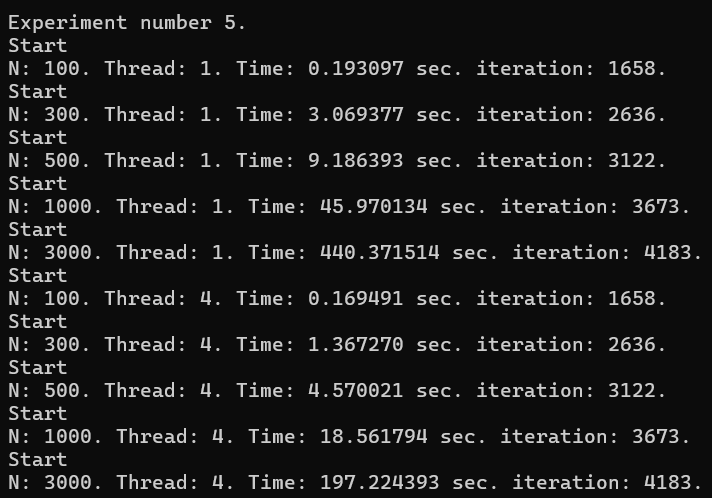 Experiment number 5.
Start
N: 100. Thread: 1. Time: 0.193097 sec. iteration: 1658.
Start
N: 300. Thread: 1. Time: 3.069377 sec. iteration: 2636.
Start
N: 500. Thread: 1. Time: 9.186393 sec. iteration: 3122.
Start
N: 1000. Thread: 1. Time: 45.970134 sec. iteration: 3673.
Start
N: 3000. Thread: 1. Time: 440.371514 sec. iteration: 4183.
Start
N: 100. Thread: 4. Time: 0.169491 sec. iteration: 1658.
Start
N: 300. Thread: 4. Time: 1.367270 sec. iteration: 2636.
Start
N: 500. Thread: 4. Time: 4.570021 sec. iteration: 3122.
Start
N: 1000. Thread: 4. Time: 18.561794 sec. iteration: 3673.
Start
N: 3000. Thread: 4. Time: 197.224393 sec. iteration: 4183.